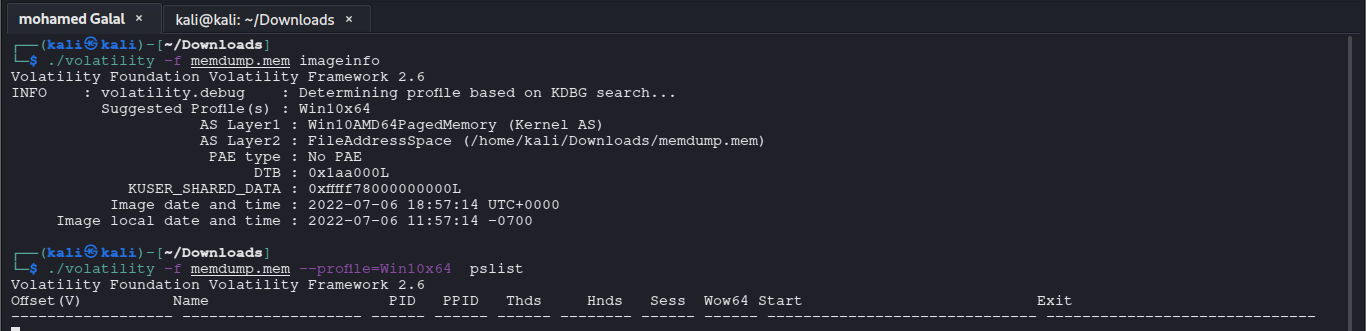 mohamed Galal × kali@kali: ~/Downloads ×
┌──(kali㉿kali)-[~/Downloads]
└─$ ./volatility -f memdump.mem imageinfo
Volatility Foundation Volatility Framework 2.6
INFO    : volatility.debug    : Determining profile based on KDBG search...
          Suggested Profile(s) : Win10x64
                     AS Layer1 : Win10AMD64PagedMemory (Kernel AS)
                     AS Layer2 : FileAddressSpace (/home/kali/Downloads/memdump.mem)
                      PAE type : No PAE
                           DTB : 0x1aa000L
             KUSER_SHARED_DATA : 0xfffff78000000000L
           Image date and time : 2022-07-06 18:57:14 UTC+0000
     Image local date and time : 2022-07-06 11:57:14 -0700
┌──(kali㉿kali)-[~/Downloads]
└─$ ./volatility -f memdump.mem --profile=Win10x64  pslist
Volatility Foundation Volatility Framework 2.6
Offset(V)          Name                    PID   PPID   Thds     Hnds   Sess  Wow64 Start                          Exit
------------------ -------------------- ------ ------ ------ -------- ------ ------ ------------------------------ ------------------------------